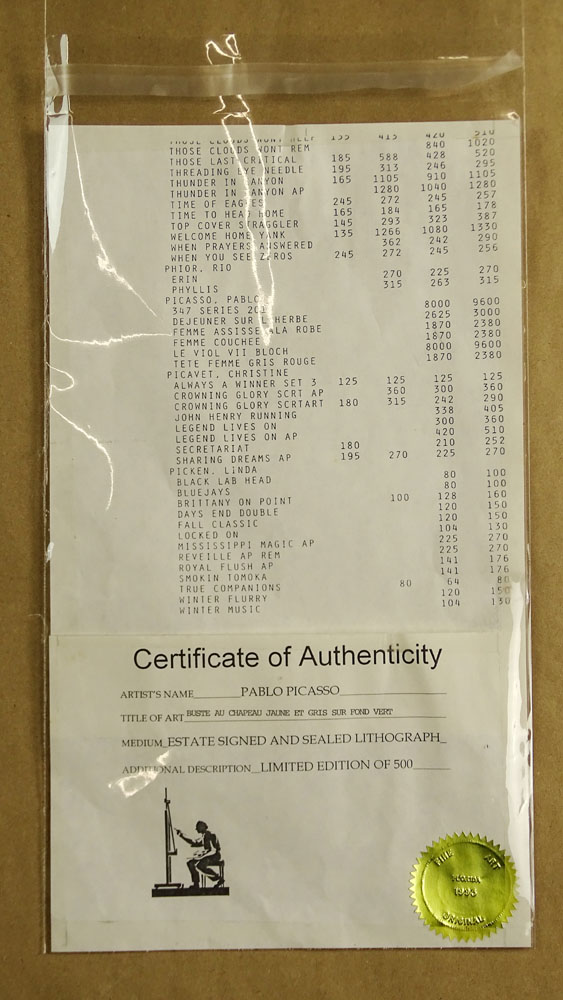 THOSE CLOUDS WONT 135 415 420 510
THOSE CLOUDS WONT REM 840 1020
THOSE LAST CRITICAL 185 588 428 520
THREADING EYE NEEDLE 195 313 246 295
THUNDER IN CANYON 165 1105 910 1105
THUNDER IN CANYON AP 1280 1040 1280
TIME OF EAGLES 245 272 245 257
TIME TO HEAD HOME 165 184 165 178
TOP COVER STRAGGLER 145 293 323 387
WELCOME HOME YANK 135 1266 1080 1330
WHEN PRAYERS ANSWERED 362 242 290
WHEN YOU SEE ZEROS 245 272 245 256
PHIOR, RIO
ERIN 270 225 270
PHYLLIS 315 263 315
PICASSO, PABLO
347 SERIES 8000 9600
DEJEUNER SUR L HERBE 2625 3000
FEMME ASSISE ALA ROBE 1870 2380
FEMME COUCHEE 1870 2380
LE VIOL VII BLOCH 8000 9600
TETE FEMME GRIS ROUGE 1870 2380
PICAVET, CHRISTINE
ALWAYS A WINNER SET 3 125 125 125 125
CROWNING GLORY SCRT AP 360 300 360
CROWNING GLORY SCRTART 180 315 242 290
JOHN HENRY RUNNING 338 405
LEGEND LIVES ON 300 360
LEGEND LIVES ON AP 420 510
SECRETARIAT 180 210 252
SHARING DREAMS AP 195 270 225 270
PICKEN, LINDA
BLACK LAB HEAD 80 100
BLUEJAYS 80 100
BRITTANY ON POINT 100 128 160
DAYS END DOUBLE 120 150
FALL CLASSIC 120 150
LOCKED ON 104 130
MISSISSIPPI MAGIC AP 225 270
REVEILLE AP REM 225 270
ROYAL FLUSH AP 141 176
SMOKIN TOMOKA 141 176
TRUE COMPANIONS 80 64 80
WINTER FLURRY 120 150
WINTER MUSIC 104 130
Certificate of Authenticity
ARTIST'S NAME PABLO PICASSO
TITLE OF ART BUSTE AU CHAPEAU JAUNE ET GRIS SUR FOND VERT
MEDIUM ESTATE SIGNED AND SEALED LITHOGRAPH
ADDITIONAL DESCRIPTION LIMITED EDITION OF 500
FINE ART
1996
ORIGINAL